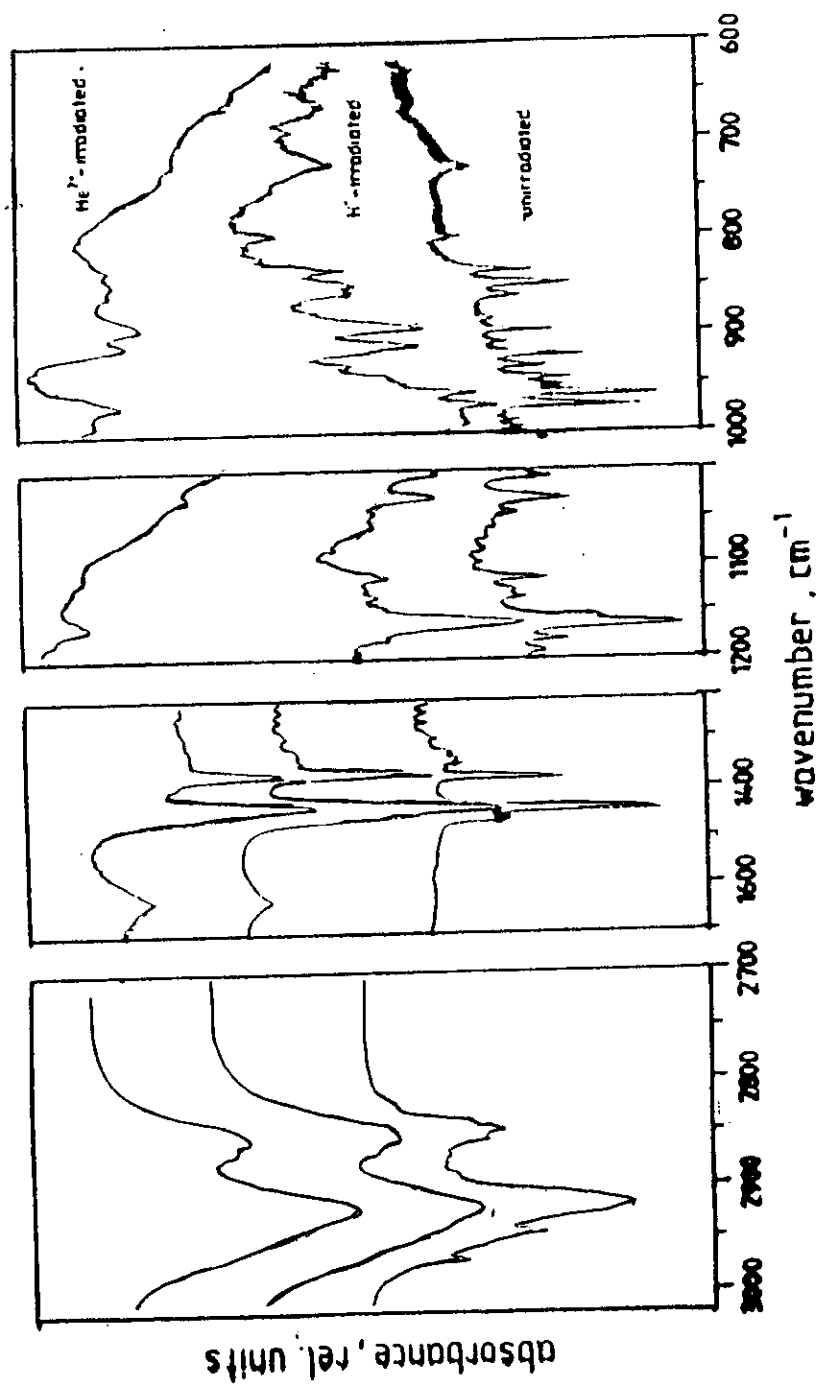 absorbance, rel. units
He²⁺-irradiated.
H⁺-irradiated
unirradiated
3000 2900 2800 2700
1600 1400
1200 1100
1000 900 800 700 600
wavenumber, cm⁻¹